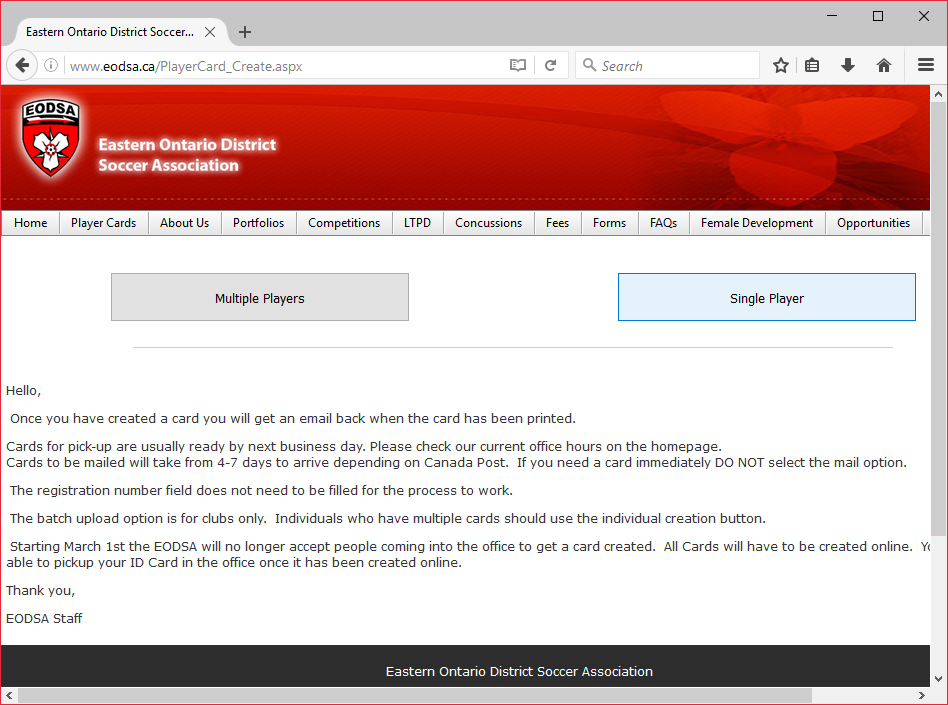 Eastern Ontario District Soccer...
www.eodsa.ca/PlayerCard_Create.aspx
Search
EODSA
Eastern Ontario District
Soccer Association
Home Player Cards About Us Portfolios Competitions LTPD Concussions Fees Forms FAQs Female Development Opportunities
Multiple Players Single Player
Hello,
Once you have created a card you will get an email back when the card has been printed.
Cards for pick-up are usually ready by next business day. Please check our current office hours on the homepage.
Cards to be mailed will take from 4-7 days to arrive depending on Canada Post.  If you need a card immediately DO NOT select the mail option.
The registration number field does not need to be filled for the process to work.
The batch upload option is for clubs only.  Individuals who have multiple cards should use the individual creation button.
Starting March 1st the EODSA will no longer accept people coming into the office to get a card created.  All Cards will have to be created online.
able to pickup your ID Card in the office once it has been created online.
Thank you,
EODSA Staff
Eastern Ontario District Soccer Association